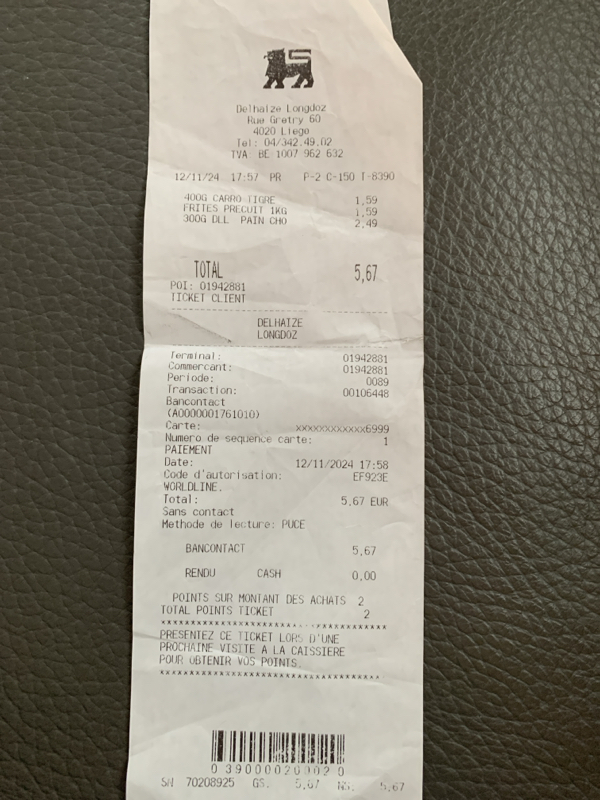 Delhaize Longdoz
Rue Gretry 60
4020 Liege
Tel: 04/342.49.02
TVA BE 1007 962 632
12/11/24 17:57 PR P-2 C-150 T-8390
400G CARRO TIGRE 1,59
FRITES PRECUIT 1KG 1,59
300G DLL PAIN CHO 2,49
TOTAL 5,67
POI: 01942881
TICKET CLIENT
DELHAIZE
LONGDOZ
Terminal: 01942881
Commercant: 01942881
Periode: 0089
Transaction: 00106448
Bancontact
(A0000001761010)
Carte: xxxxxxxxxxxx6999
Numero de sequence carte: 1
PAIEMENT
Date: 12/11/2024 17:58
Code d'autorisation: EF923E
WORLDLINE.
Total: 5,67 EUR
Sans contact
Methode de lecture: PUCE
BANCONTACT 5,67
RENDU CASH 0,00
POINTS SUR MONTANT DES ACHATS 2
TOTAL POINTS TICKET 2
PRESENTEZ CE TICKET LORS D'UNE
PROCHAINE VISITE A LA CAISSIERE
POUR OBTENIR VOS POINTS.
0 39000020002 0
SN 70208925 GS. 5,67 NS. 5,67